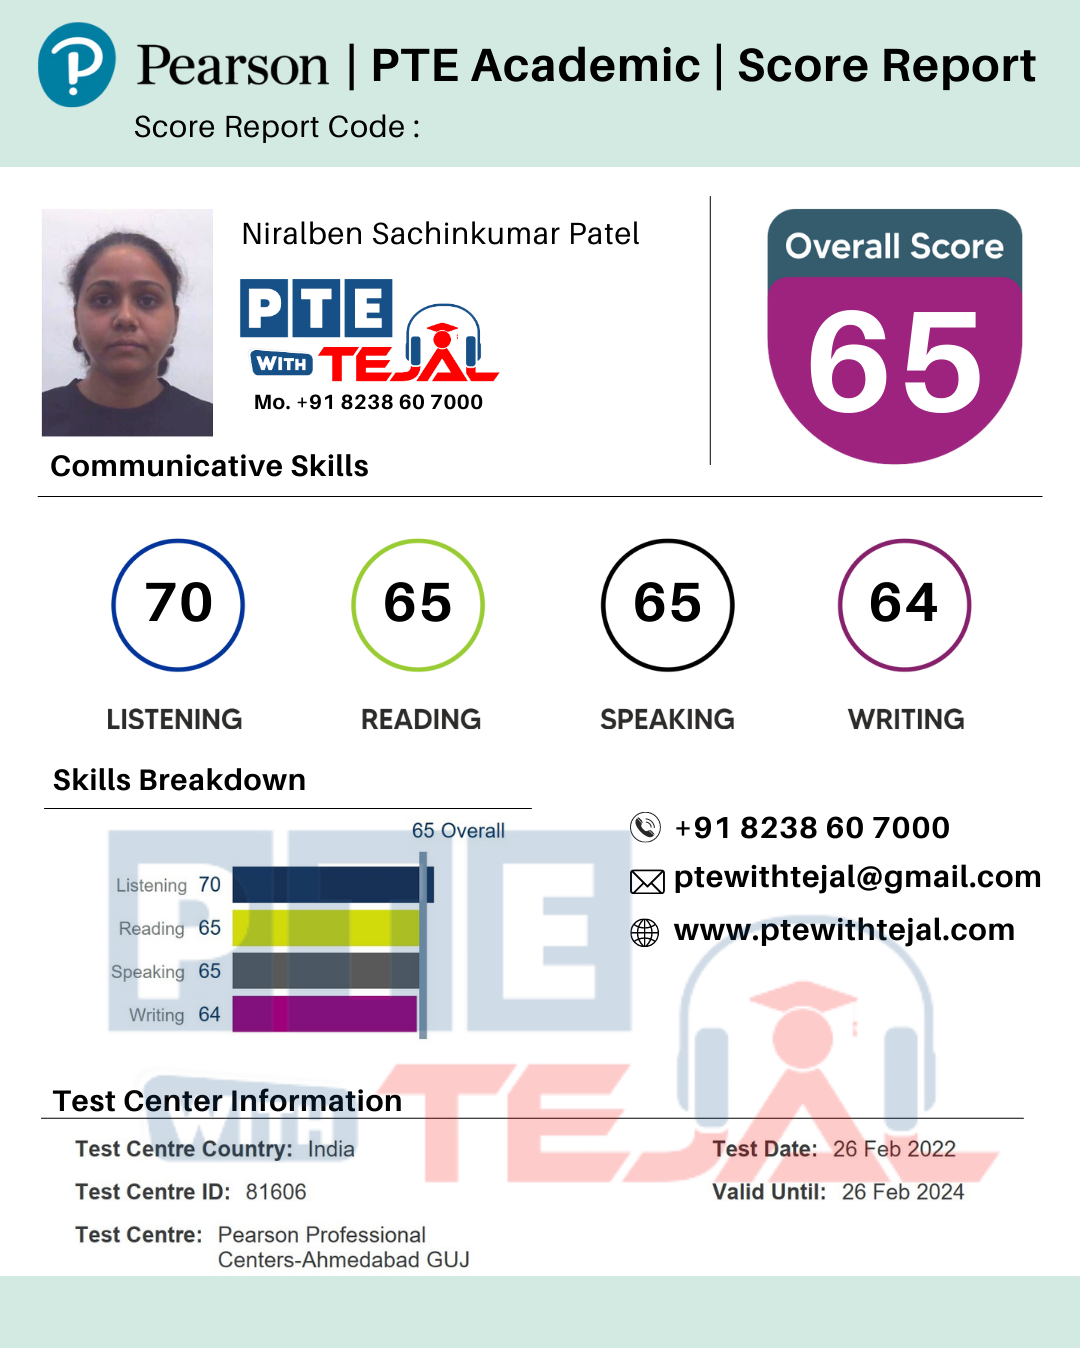 Pearson | PTE Academic | Score Report
Score Report Code :
Niralben Sachinkumar Patel
Overall Score
65
PTE
WITH TEJAL
Mo. +91 8238 60 7000
Communicative Skills
70 65 65 64
LISTENING READING SPEAKING WRITING
Skills Breakdown
65 Overall
Listening 70
Reading 65
Speaking 65
Writing 64
+91 8238 60 7000
ptewithtejal@gmail.com
www.ptewithtejal.com
PTE
WITH TEJAL
Test Center Information
Test Centre Country: India
Test Centre ID: 81606
Test Centre: Pearson Professional
Centers-Ahmedabad GUJ
Test Date: 26 Feb 2022
Valid Until: 26 Feb 2024